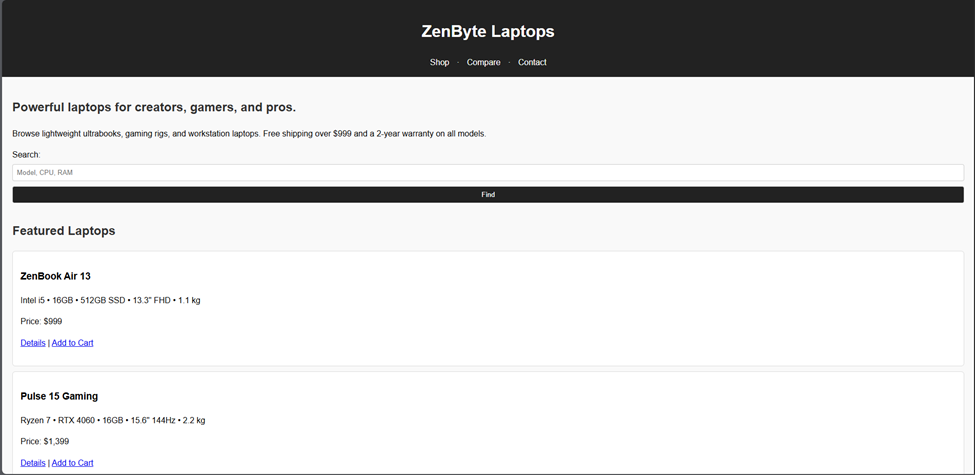 ZenByte Laptops
Shop - Compare - Contact
Powerful laptops for creators, gamers, and pros.
Browse lightweight ultrabooks, gaming rigs, and workstation laptops. Free shipping over $999 and a 2-year warranty on all models.
Search:
Model, CPU, RAM
Find
Featured Laptops
ZenBook Air 13
Intel i5 • 16GB • 512GB SSD • 13.3" FHD • 1.1 kg
Price: $999
Details | Add to Cart
Pulse 15 Gaming
Ryzen 7 • RTX 4060 • 16GB • 15.6" 144Hz • 2.2 kg
Price: $1,399
Details | Add to Cart